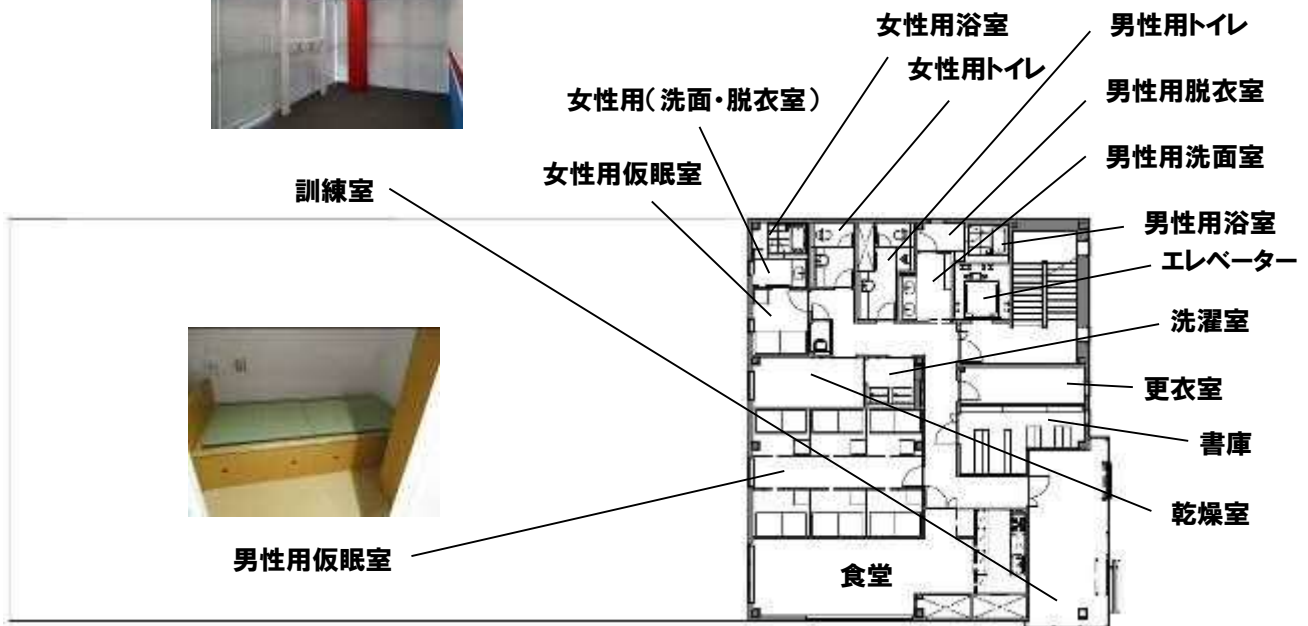 女性用浴室
男性用トイレ
女性用トイレ
女性用(洗面・脱衣室)
男性用脱衣室
男性用洗面室
女性用仮眠室
訓練室
男性用浴室
エレベーター
洗濯室
更衣室
書庫
乾燥室
男性用仮眠室
食堂